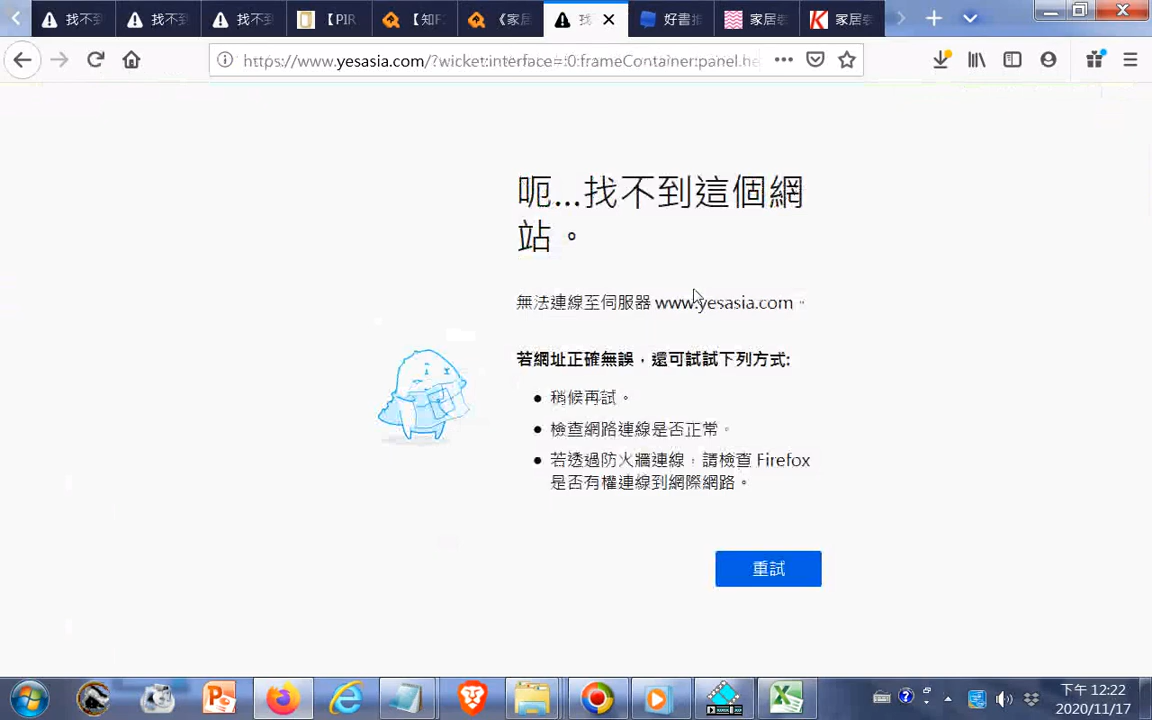 找不
找不
找不
【PIR
【知F
《家居
找
好書推
家居
家居
https://www.yesasia.com/?wicket:interface=:0:frameContainer:panel.he
呃...找不到這個網
站。
無法連線至伺服器 www.yesasia.com。
若網址正確無誤，還可試試下列方式:
稍候再試。
檢查網路連線是否正常。
若透過防火牆連線，請檢查 Firefox
是否有權連線到網際網路。
重試
下午 12:22
2020/11/17